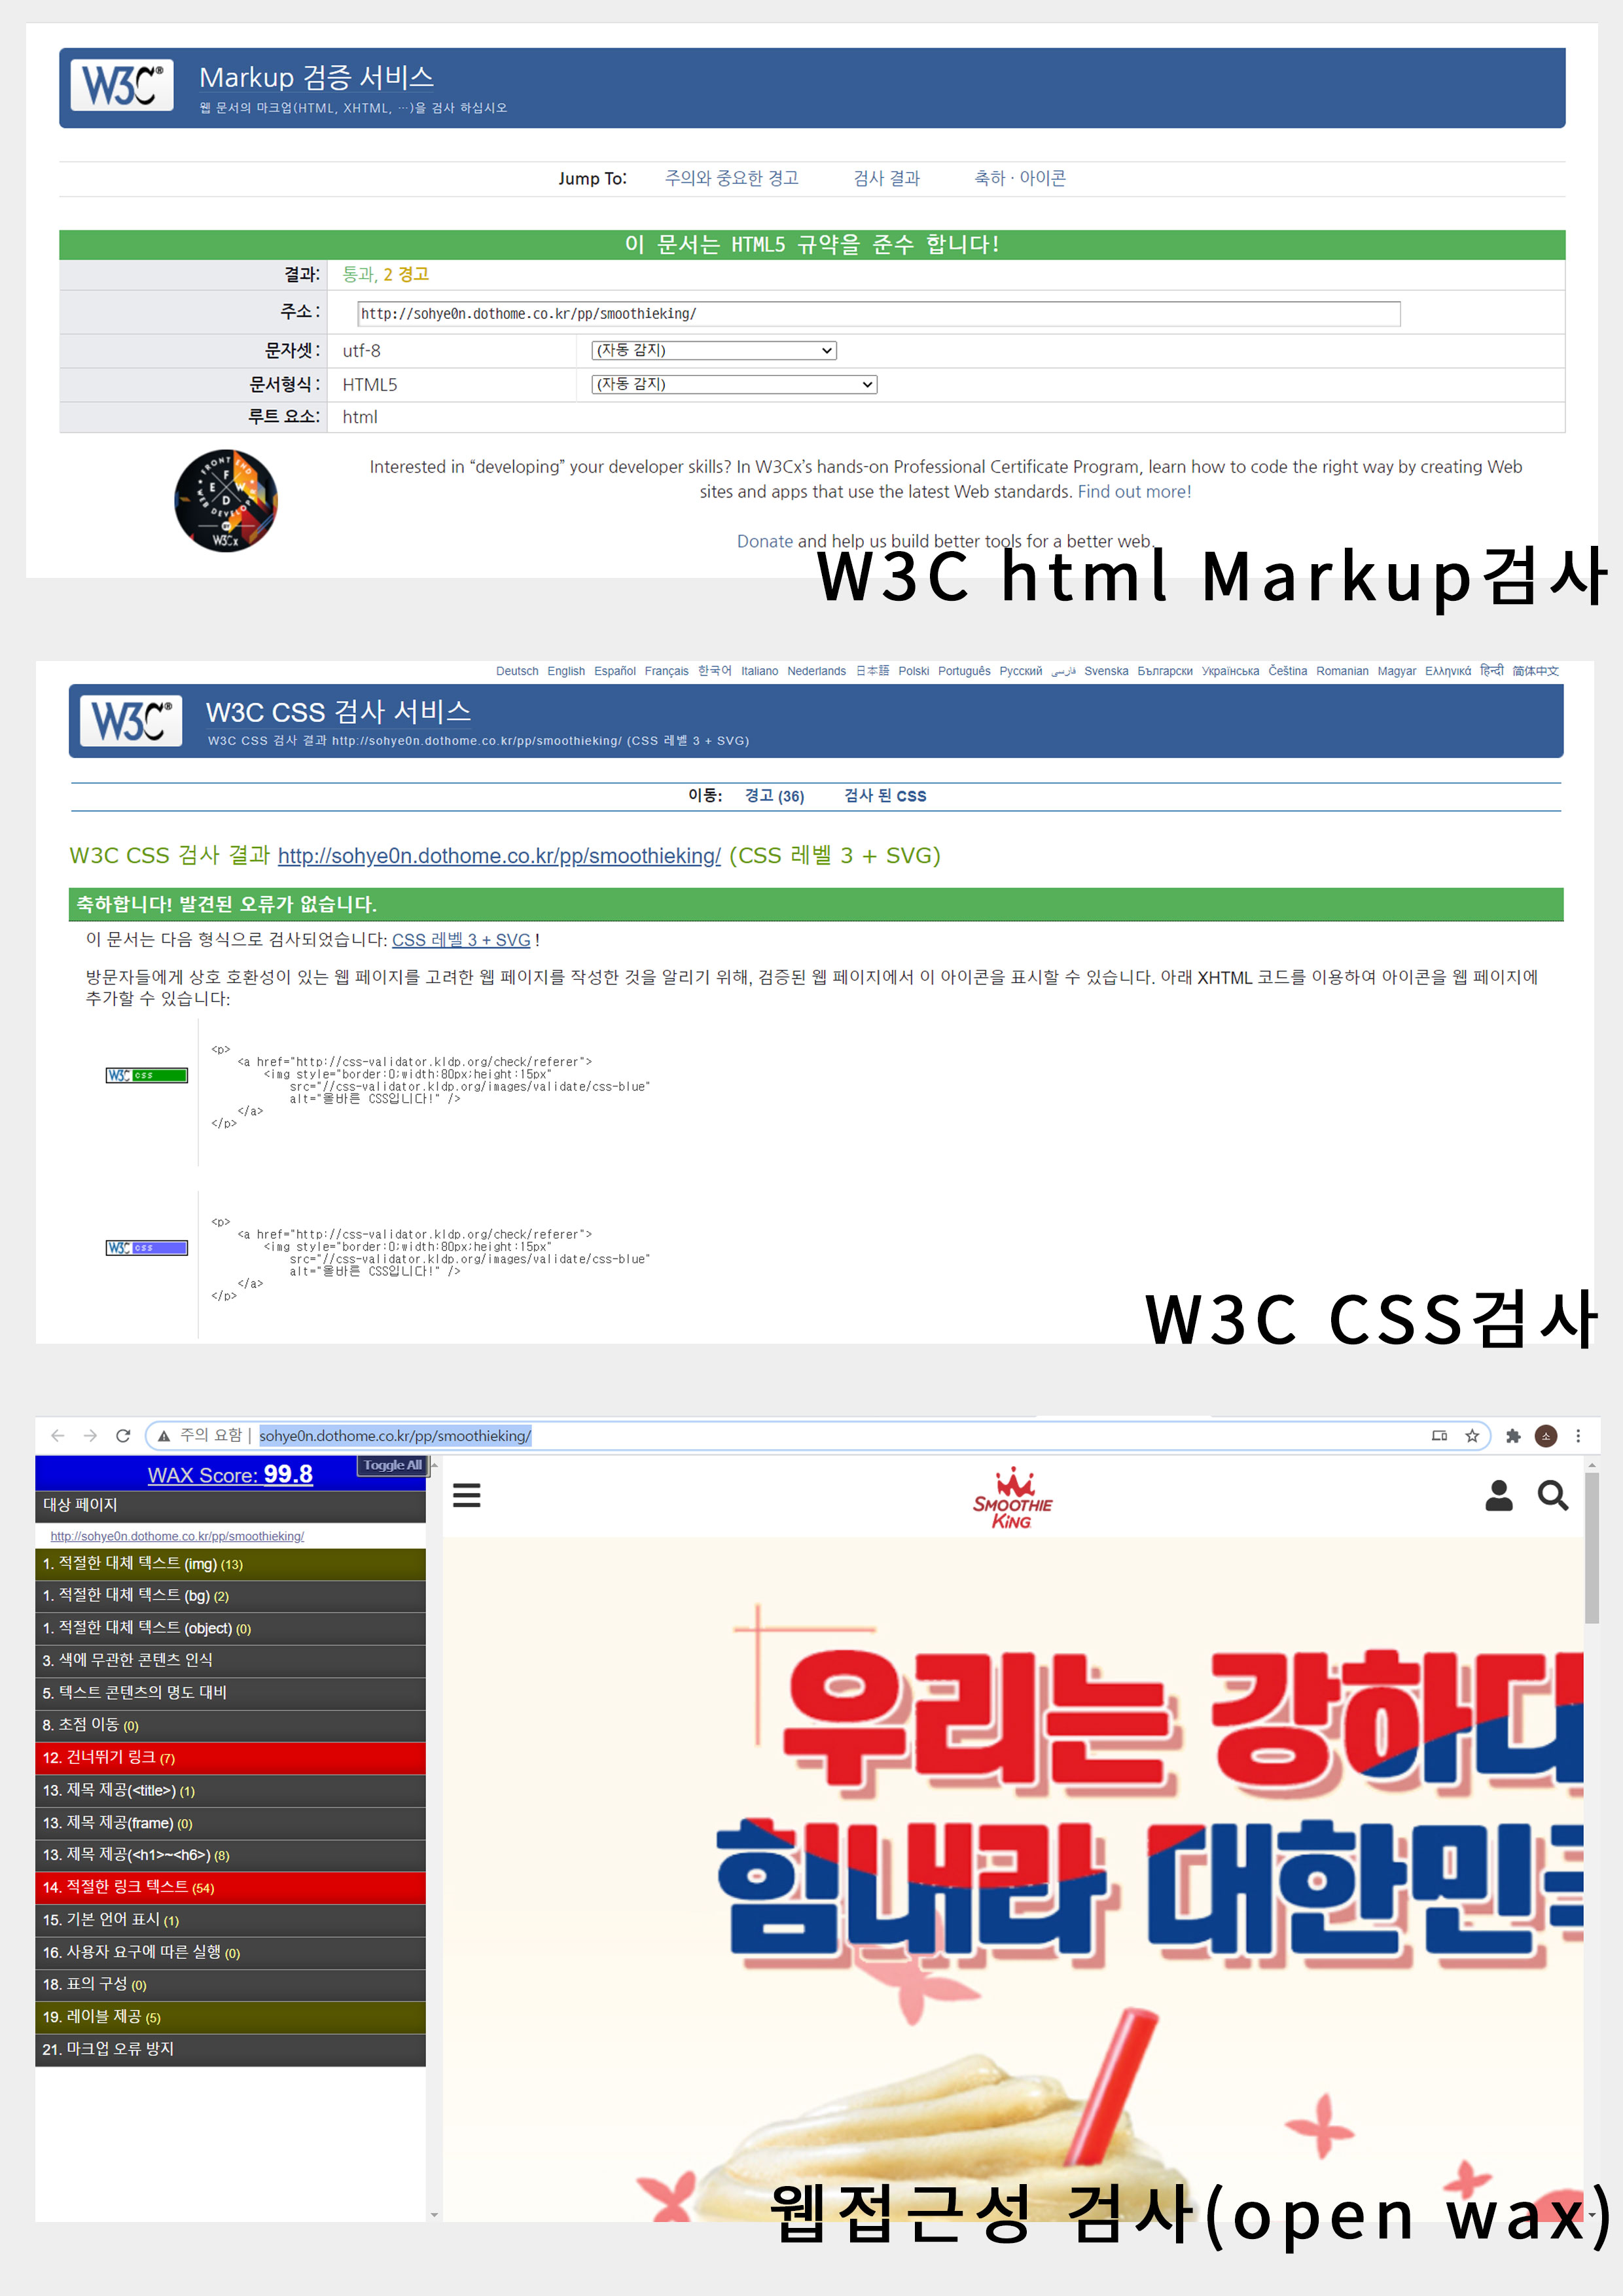 W3C®
Markup 검증 서비스
웹 문서의 마크업(HTML, XHTML, …)을 검사 하십시오
Jump To: 주의와 중요한 경고 검사 결과 축하 · 아이콘
이 문서는 HTML5 규약을 준수 합니다!
결과: 통과, 2 경고
주소 : http://sohye0n.dothome.co.kr/pp/smoothieking/
문자셋 : utf-8 (자동 감지)
문서형식 : HTML5 (자동 감지)
루트 요소: html
FRONT END WEB DEVELOP
F E W D
W3Cx
Interested in “developing” your developer skills? In W3Cx’s hands-on Professional Certificate Program, learn how to code the right way by creating Web
sites and apps that use the latest Web standards. Find out more!
Donate and help us build better tools for a better web.
W3C html Markup검사
Deutsch English Español Français 한국어 Italiano Nederlands 日本語 Polski Português Русский فارسی Svenska Български Українська Čeština Romanian Magyar Ελληνικά हिन्दी 简体中文
W3C®
W3C CSS 검사 서비스
W3C CSS 검사 결과 http://sohye0n.dothome.co.kr/pp/smoothieking/ (CSS 레벨 3 + SVG)
이동: 경고 (36) 검사 된 CSS
W3C CSS 검사 결과 http://sohye0n.dothome.co.kr/pp/smoothieking/ (CSS 레벨 3 + SVG)
축하합니다! 발견된 오류가 없습니다.
이 문서는 다음 형식으로 검사되었습니다: CSS 레벨 3 + SVG !
방문자들에게 상호 호환성이 있는 웹 페이지를 고려한 웹 페이지를 작성한 것을 알리기 위해, 검증된 웹 페이지에서 이 아이콘을 표시할 수 있습니다. 아래 XHTML 코드를 이용하여 아이콘을 웹 페이지에
추가할 수 있습니다:
W3C css
<p>
<a href="http://css-validator.kldp.org/check/referer">
<img style="border:0;width:80px;height:15px"
src="//css-validator.kldp.org/images/validate/css-blue"
alt="올바른 CSS입니다!" />
</a>
</p>
W3C css
<p>
<a href="http://css-validator.kldp.org/check/referer">
<img style="border:0;width:80px;height:15px"
src="//css-validator.kldp.org/images/validate/css-blue"
alt="올바른 CSS입니다!" />
</a>
</p>
W3C CSS검사
주의 요함 | sohye0n.dothome.co.kr/pp/smoothieking/
소
WAX Score: 99.8
Toggle All
대상 페이지
http://sohye0n.dothome.co.kr/pp/smoothieking/
1. 적절한 대체 텍스트 (img) (13)
1. 적절한 대체 텍스트 (bg) (2)
1. 적절한 대체 텍스트 (object) (0)
3. 색에 무관한 콘텐츠 인식
5. 텍스트 콘텐츠의 명도 대비
8. 초점 이동 (0)
12. 건너뛰기 링크 (7)
13. 제목 제공(<title>) (1)
13. 제목 제공(frame) (0)
13. 제목 제공(<h1>~<h6>) (8)
14. 적절한 링크 텍스트 (54)
15. 기본 언어 표시 (1)
16. 사용자 요구에 따른 실행 (0)
18. 표의 구성 (0)
19. 레이블 제공 (5)
21. 마크업 오류 방지
SMOOTHIE
KiNG
우리는 강하다
힘내라 대한민
웹접근성 검사(open wax)